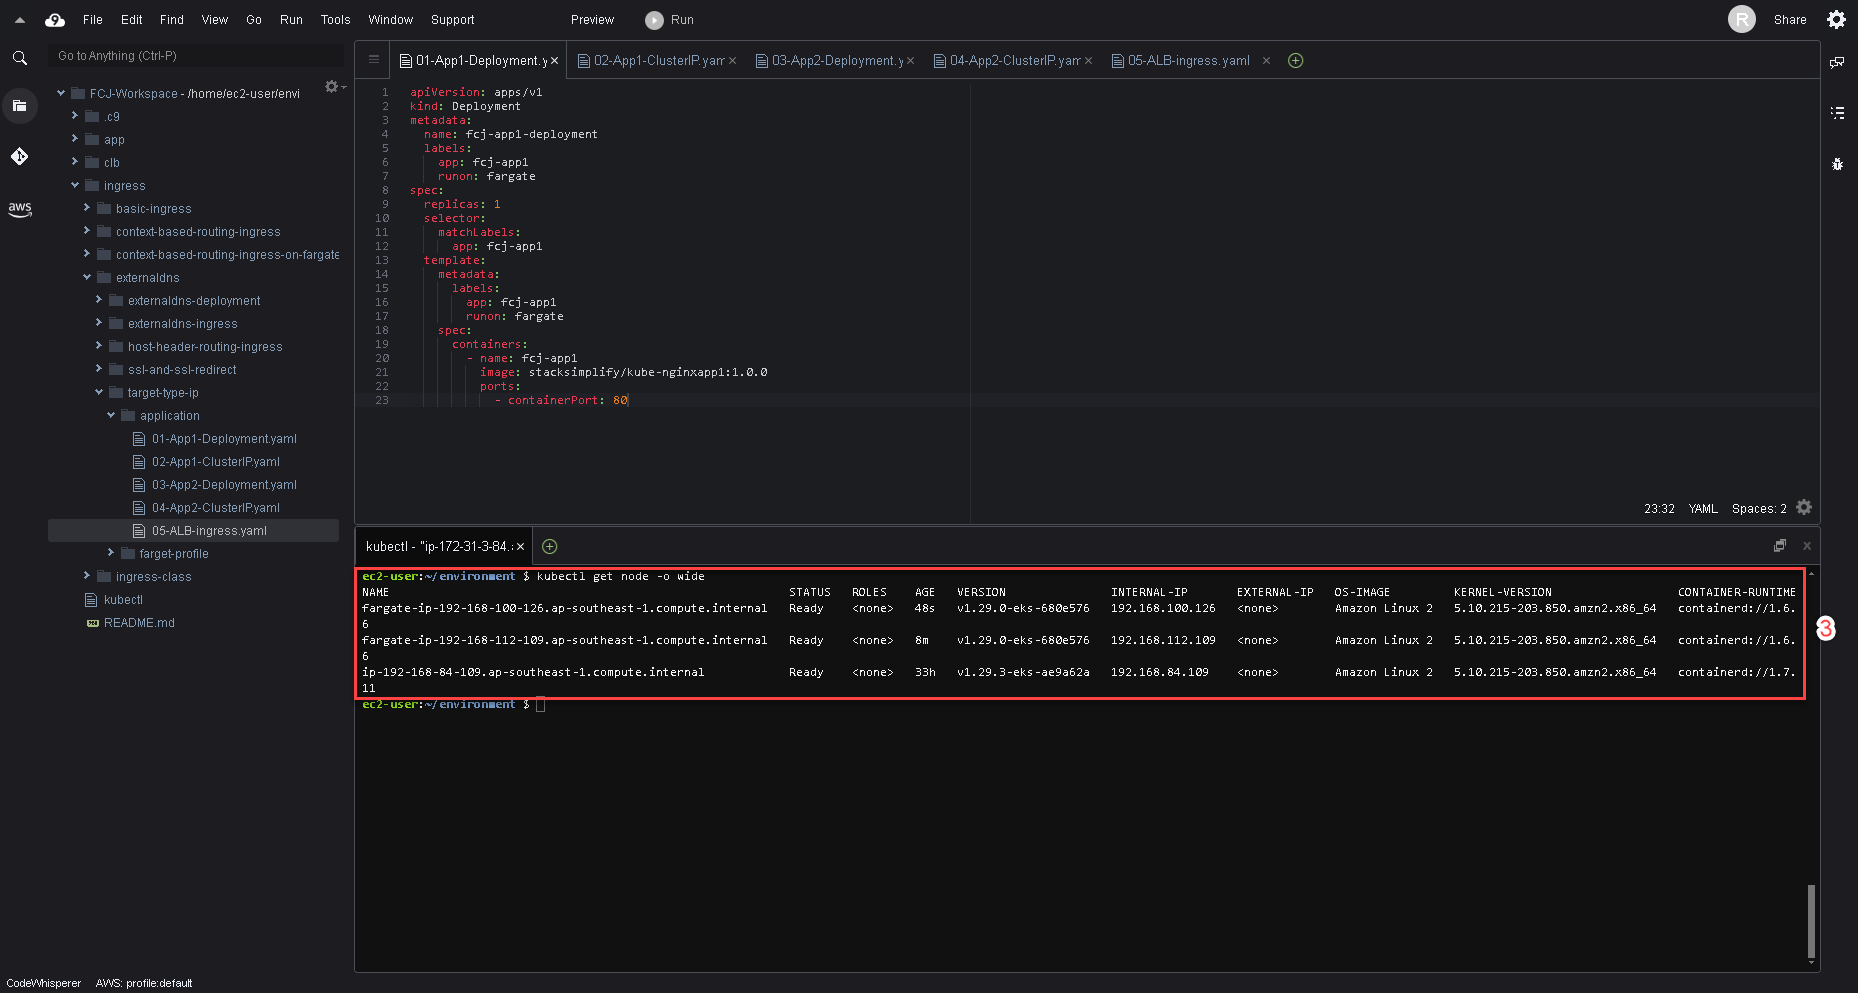 File Edit Find View Go Run Tools Window Support Preview Run R Share
Go to Anything (Ctrl-P)
FCJ-Workspace - /home/ec2-user/envi
.c9
app
clb
ingress
basic-ingress
context-based-routing-ingress
context-based-routing-ingress-on-fargate
externaldns
externaldns-deployment
externaldns-ingress
host-header-routing-ingress
ssl-and-ssl-redirect
target-type-ip
application
01-App1-Deployment.yaml
02-App1-ClusterIP.yaml
03-App2-Deployment.yaml
04-App2-ClusterIP.yaml
05-ALB-ingress.yaml
farget-profile
ingress-class
kubectl
README.md
aws
01-App1-Deployment.y 02-App1-ClusterIP.yam 03-App2-Deployment.y 04-App2-ClusterIP.yam 05-ALB-ingress.yaml
1 apiVersion: apps/v1
2 kind: Deployment
3 metadata:
4 name: fcj-app1-deployment
5 labels:
6 app: fcj-app1
7 runon: fargate
8 spec:
9 replicas: 1
10 selector:
11 matchLabels:
12 app: fcj-app1
13 template:
14 metadata:
15 labels:
16 app: fcj-app1
17 runon: fargate
18 spec:
19 containers:
20 - name: fcj-app1
21 image: stacksimplify/kube-nginxapp1:1.0.0
22 ports:
23 - containerPort: 80
23:32 YAML Spaces: 2
kubectl - "ip-172-31-3-84.
ec2-user:~/environment $ kubectl get node -o wide
NAME STATUS ROLES AGE VERSION INTERNAL-IP EXTERNAL-IP OS-IMAGE KERNEL-VERSION CONTAINER-RUNTIME
fargate-ip-192-168-100-126.ap-southeast-1.compute.internal Ready <none> 48s v1.29.0-eks-680e576 192.168.100.126 <none> Amazon Linux 2 5.10.215-203.850.amzn2.x86_64 containerd://1.6.
6
fargate-ip-192-168-112-109.ap-southeast-1.compute.internal Ready <none> 8m v1.29.0-eks-680e576 192.168.112.109 <none> Amazon Linux 2 5.10.215-203.850.amzn2.x86_64 containerd://1.6.
6
ip-192-168-84-109.ap-southeast-1.compute.internal Ready <none> 33h v1.29.3-eks-ae9a62a 192.168.84.109 <none> Amazon Linux 2 5.10.215-203.850.amzn2.x86_64 containerd://1.7.
11
ec2-user:~/environment $
3
CodeWhisperer AWS: profile:default